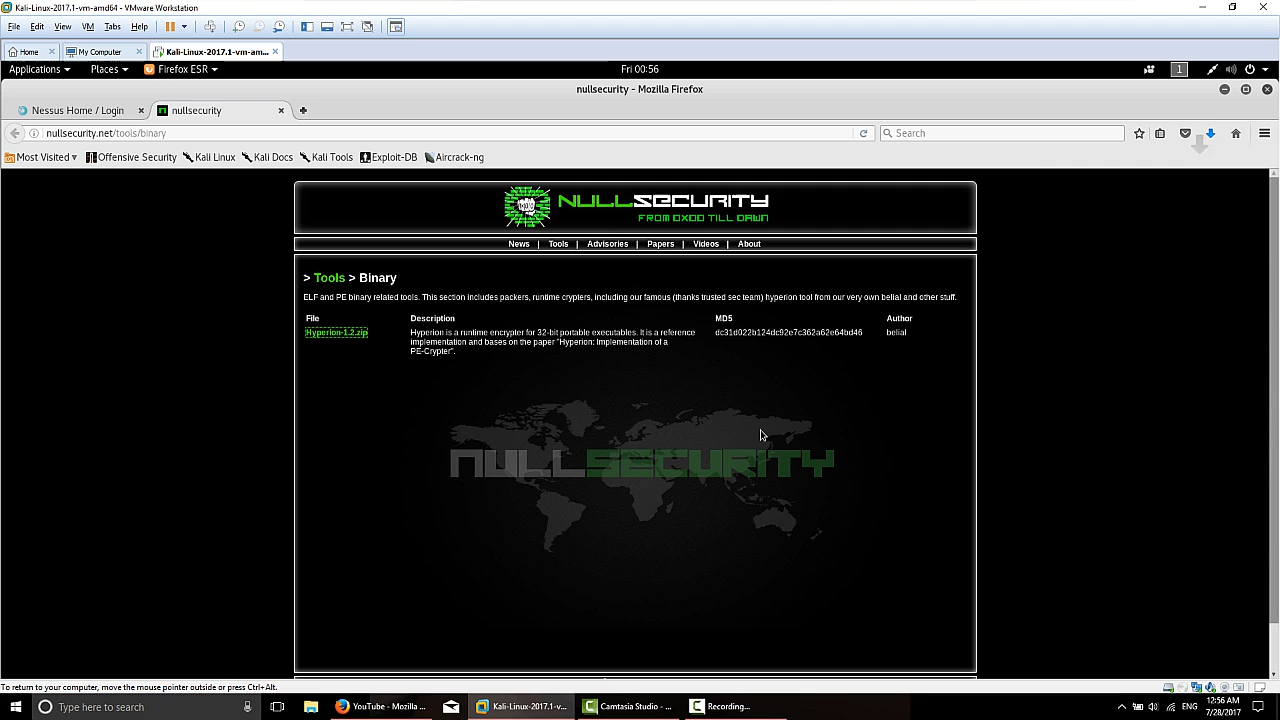 Kali-Linux-2017.1-vm-amd64 - VMware Workstation
File Edit View VM Tabs Help
Home My Computer Kali-Linux-2017.1-vm-am...
Applications Places Firefox ESR Fri 00:56 1
nullsecurity - Mozilla Firefox
Nessus Home / Login nullsecurity
nullsecurity.net/tools/binary Search
Most Visited Offensive Security Kali Linux Kali Docs Kali Tools Exploit-DB Aircrack-ng
NULLSECURITY
FROM 0X00 TILL DAWN
News | Tools | Advisories | Papers | Videos | About
> Tools > Binary
ELF and PE binary related tools. This section includes packers, runtime crypters, including our famous (thanks trusted sec team) hyperion tool from our very own belial and other stuff.
File Description MD5 Author
Hyperion-1.2.zip Hyperion is a runtime encrypter for 32-bit portable executables. It is a reference dc31d022b124dc92e7c362a62e64bd46 belial
implementation and bases on the paper "Hyperion: Implementation of a
PE-Crypter".
NULLSECURITY
To return to your computer, move the mouse pointer outside or press Ctrl+Alt.
Type here to search YouTube - Mozilla ... Kali-Linux-2017.1-v... Camtasia Studio - ... Recording... ENG 12:56 AM
7/28/2017